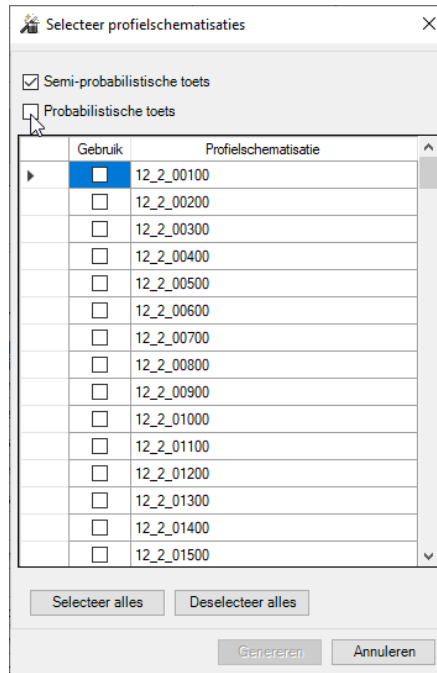 Selecteer profielschematisaties
Semi-probabilistische toets
Probabilistische toets
Gebruik Profielschematisatie
12_2_00100
12_2_00200
12_2_00300
12_2_00400
12_2_00500
12_2_00600
12_2_00700
12_2_00800
12_2_00900
12_2_01000
12_2_01100
12_2_01200
12_2_01300
12_2_01400
12_2_01500
Selecteer alles Deselecteer alles
Genereren Annuleren